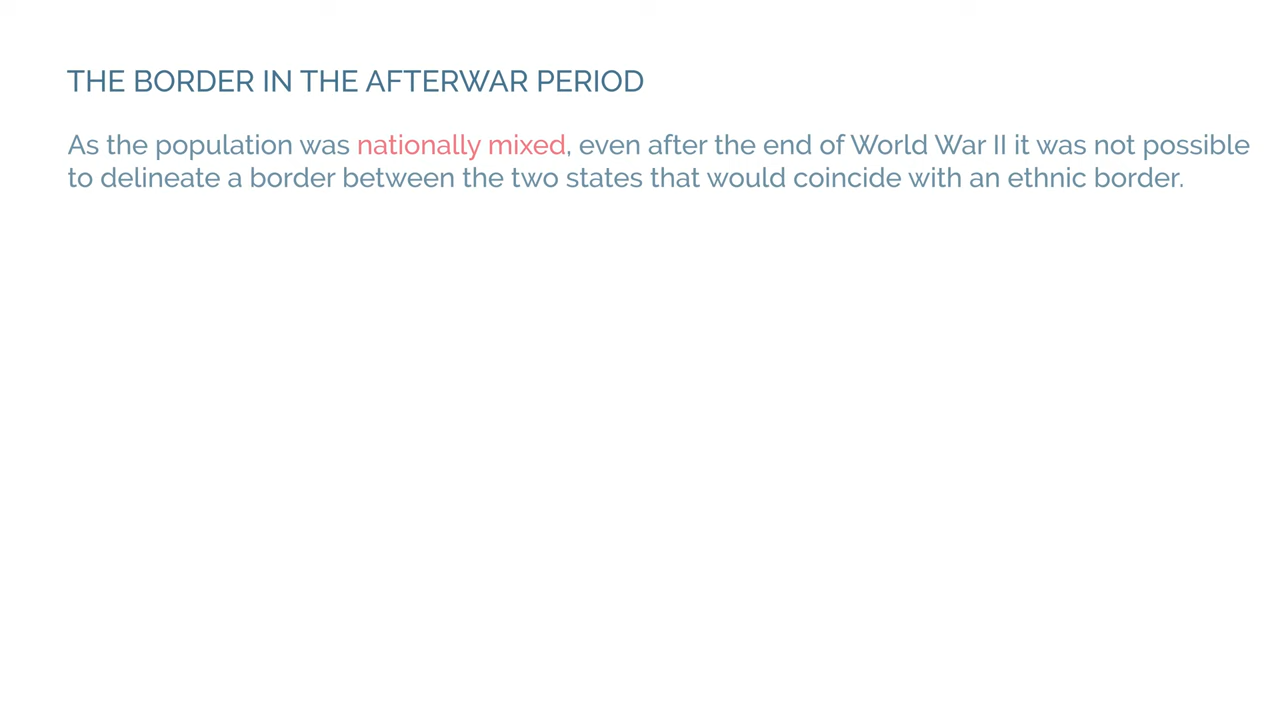 THE BORDER IN THE AFTERWAR PERIOD
As the population was nationally mixed, even after the end of World War II it was not possible
to delineate a border between the two states that would coincide with an ethnic border.